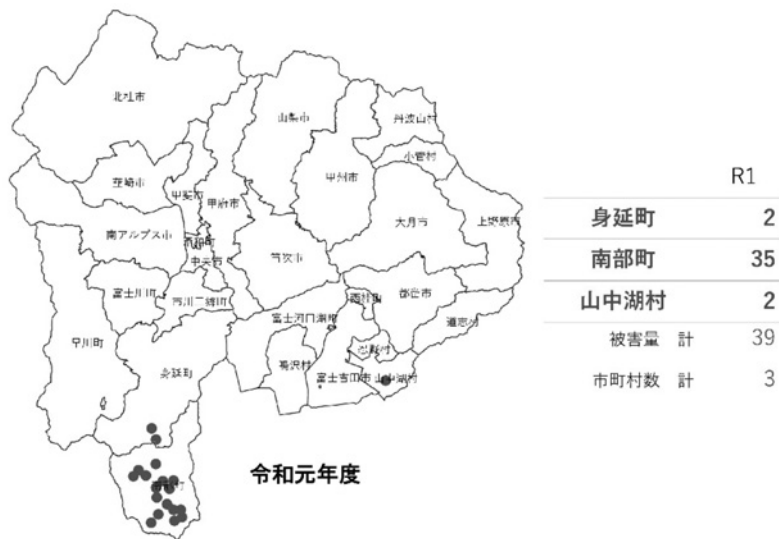 北杜市
山梨市
丹波山村
小菅村
韮崎市
甲斐市
甲府市
甲州市
大月市
上野原市
南アルプス市
中央市
笛吹市
富士川町
市川三郷町
西桂町
都留市
道志村
早川町
身延町
富士河口湖町
鳴沢村
忍野村
富士吉田市
山中湖村
令和元年度
R1
身延町 2
南部町 35
山中湖村 2
被害量 計 39
市町村数 計 3